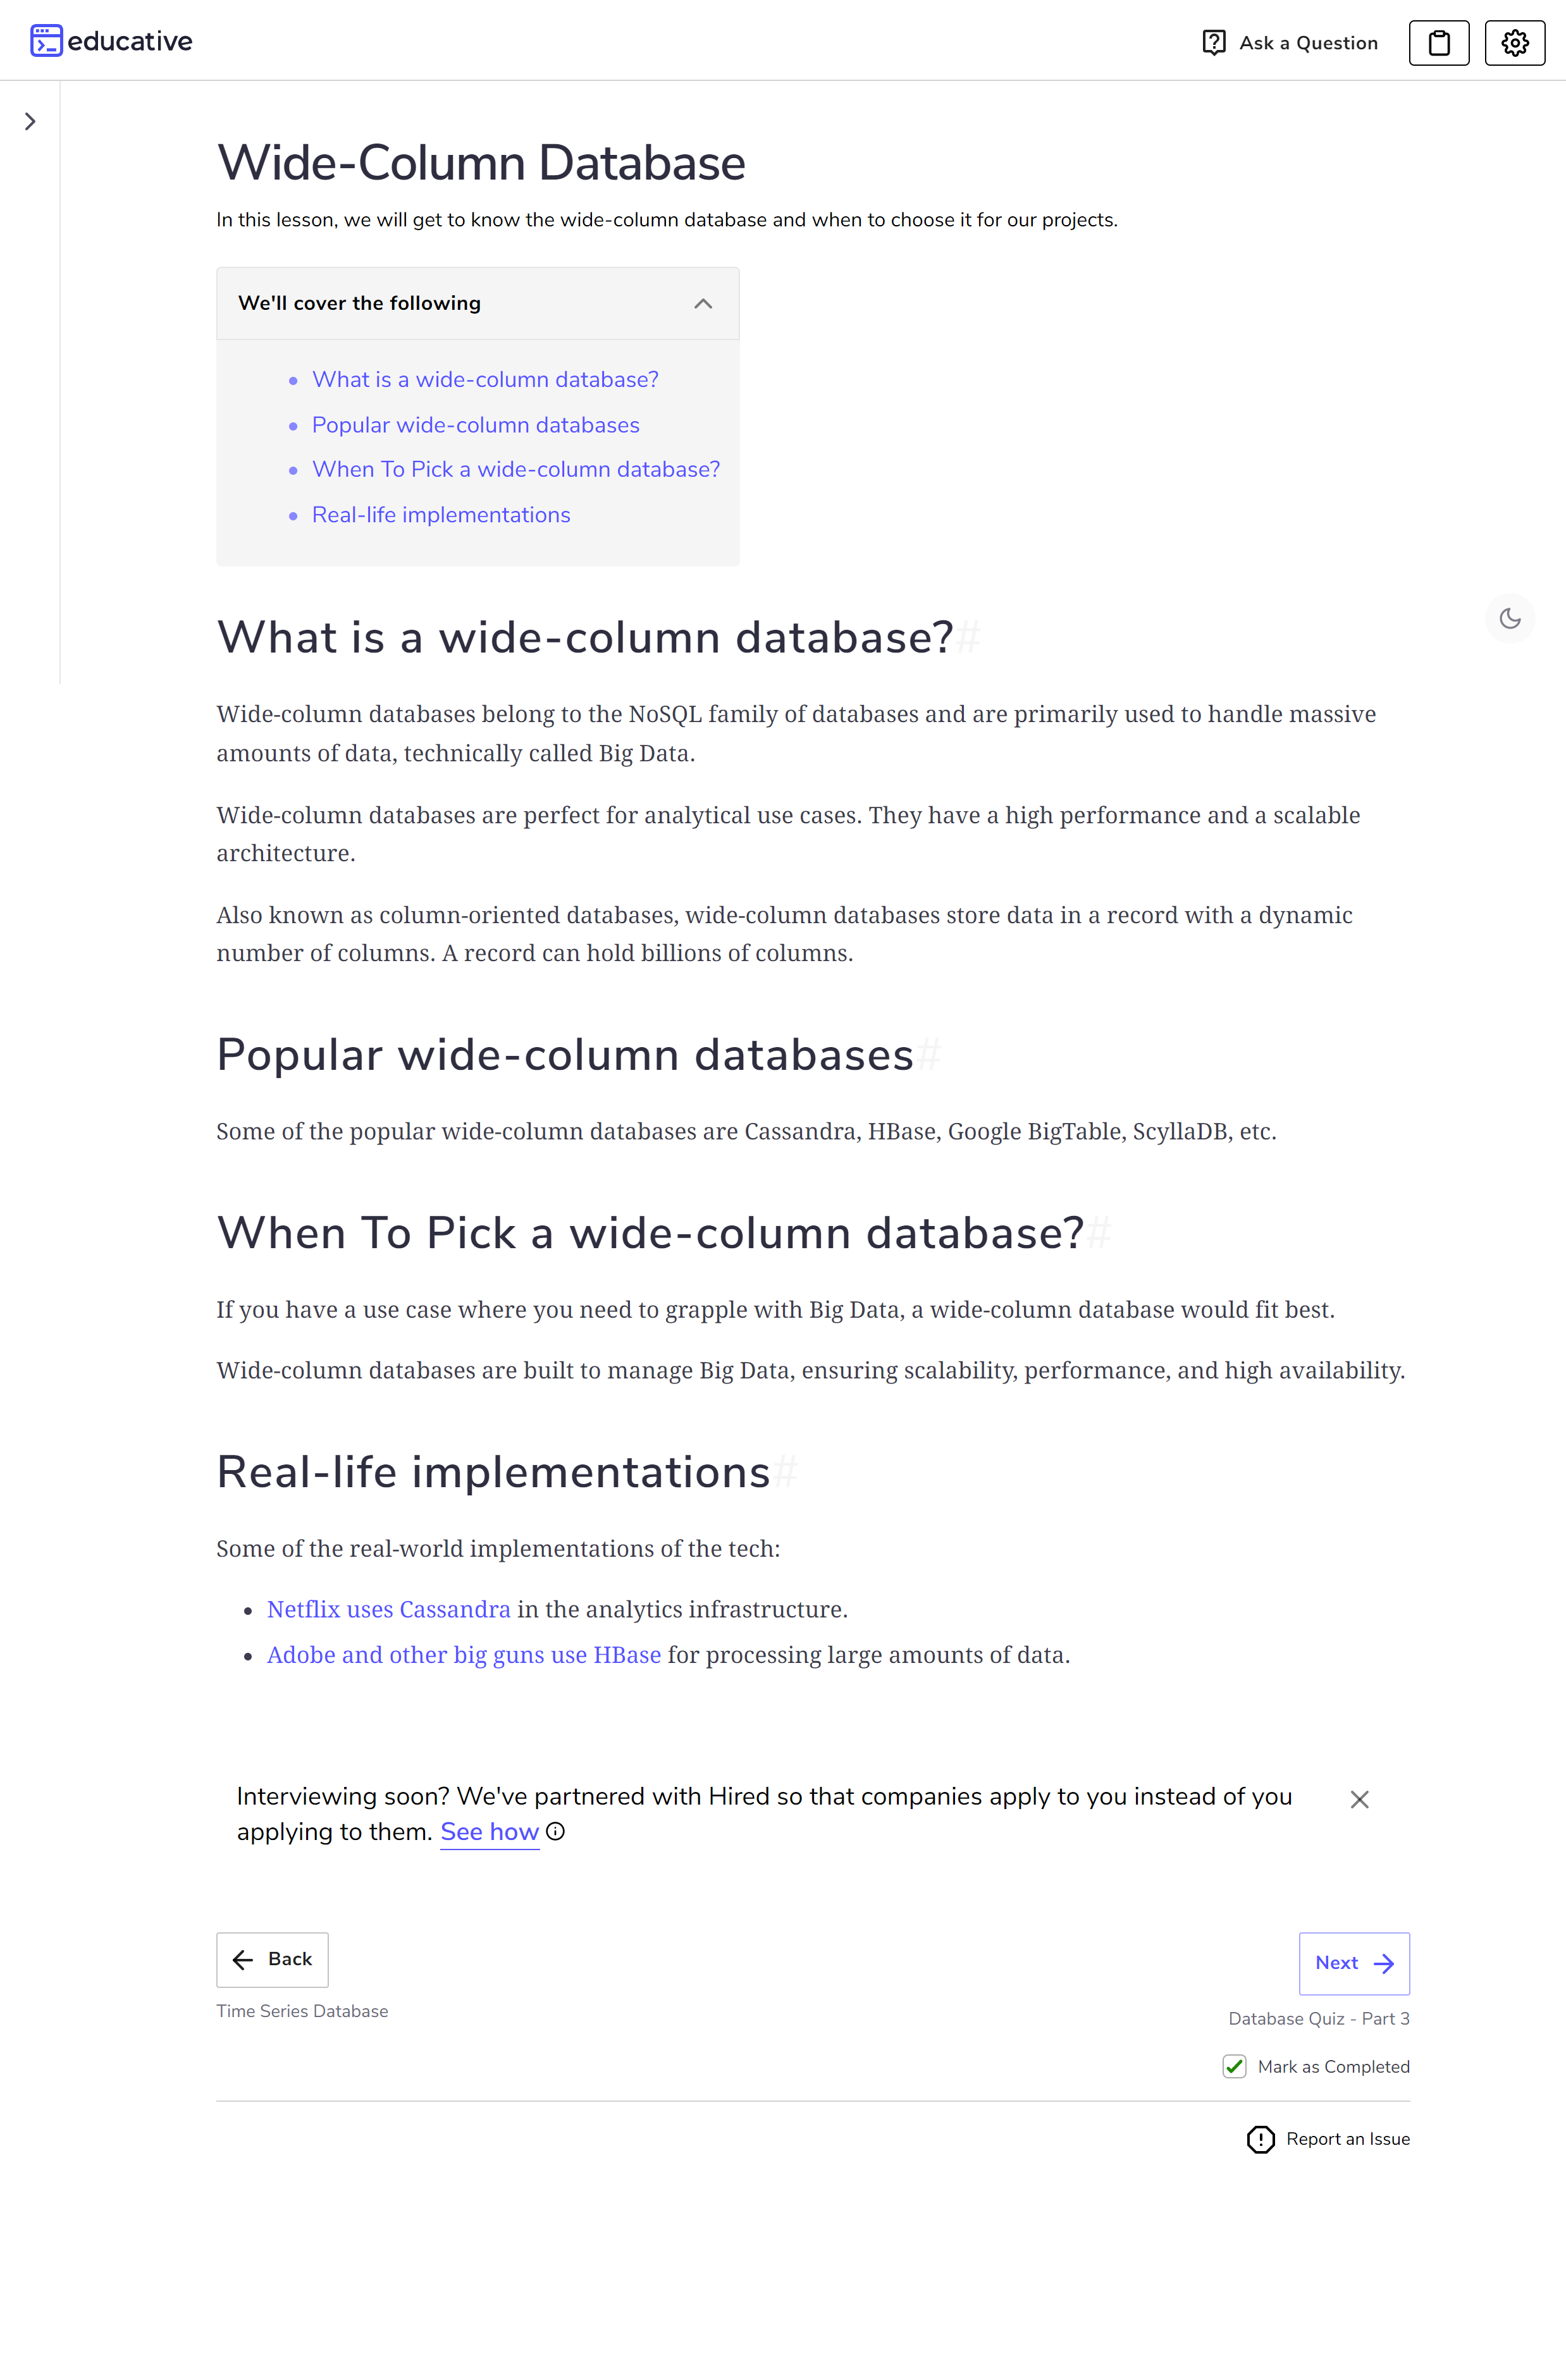 educative
Ask a Question
Wide-Column Database
In this lesson, we will get to know the wide-column database and when to choose it for our projects.
We'll cover the following
What is a wide-column database?
Popular wide-column databases
When To Pick a wide-column database?
Real-life implementations
What is a wide-column database?#
Wide-column databases belong to the NoSQL family of databases and are primarily used to handle massive
amounts of data, technically called Big Data.
Wide-column databases are perfect for analytical use cases. They have a high performance and a scalable
architecture.
Also known as column-oriented databases, wide-column databases store data in a record with a dynamic
number of columns. A record can hold billions of columns.
Popular wide-column databases#
Some of the popular wide-column databases are Cassandra, HBase, Google BigTable, ScyllaDB, etc.
When To Pick a wide-column database?#
If you have a use case where you need to grapple with Big Data, a wide-column database would fit best.
Wide-column databases are built to manage Big Data, ensuring scalability, performance, and high availability.
Real-life implementations#
Some of the real-world implementations of the tech:
Netflix uses Cassandra in the analytics infrastructure.
Adobe and other big guns use HBase for processing large amounts of data.
Interviewing soon? We've partnered with Hired so that companies apply to you instead of you
applying to them. See how
Back
Next
Time Series Database
Database Quiz - Part 3
Mark as Completed
Report an Issue